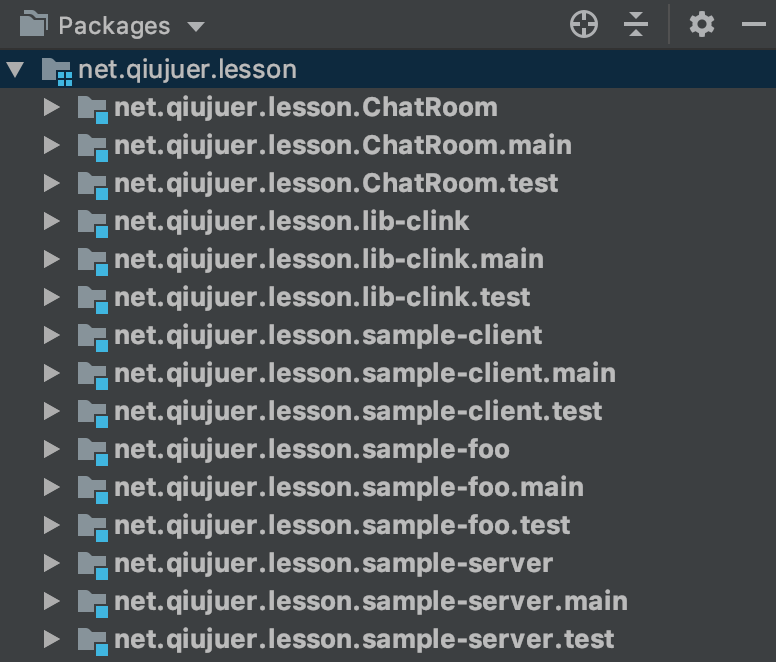 Packages
net.qiujuer.lesson
net.qiujuer.lesson.ChatRoom
net.qiujuer.lesson.ChatRoom.main
net.qiujuer.lesson.ChatRoom.test
net.qiujuer.lesson.lib-clink
net.qiujuer.lesson.lib-clink.main
net.qiujuer.lesson.lib-clink.test
net.qiujuer.lesson.sample-client
net.qiujuer.lesson.sample-client.main
net.qiujuer.lesson.sample-client.test
net.qiujuer.lesson.sample-foo
net.qiujuer.lesson.sample-foo.main
net.qiujuer.lesson.sample-foo.test
net.qiujuer.lesson.sample-server
net.qiujuer.lesson.sample-server.main
net.qiujuer.lesson.sample-server.test